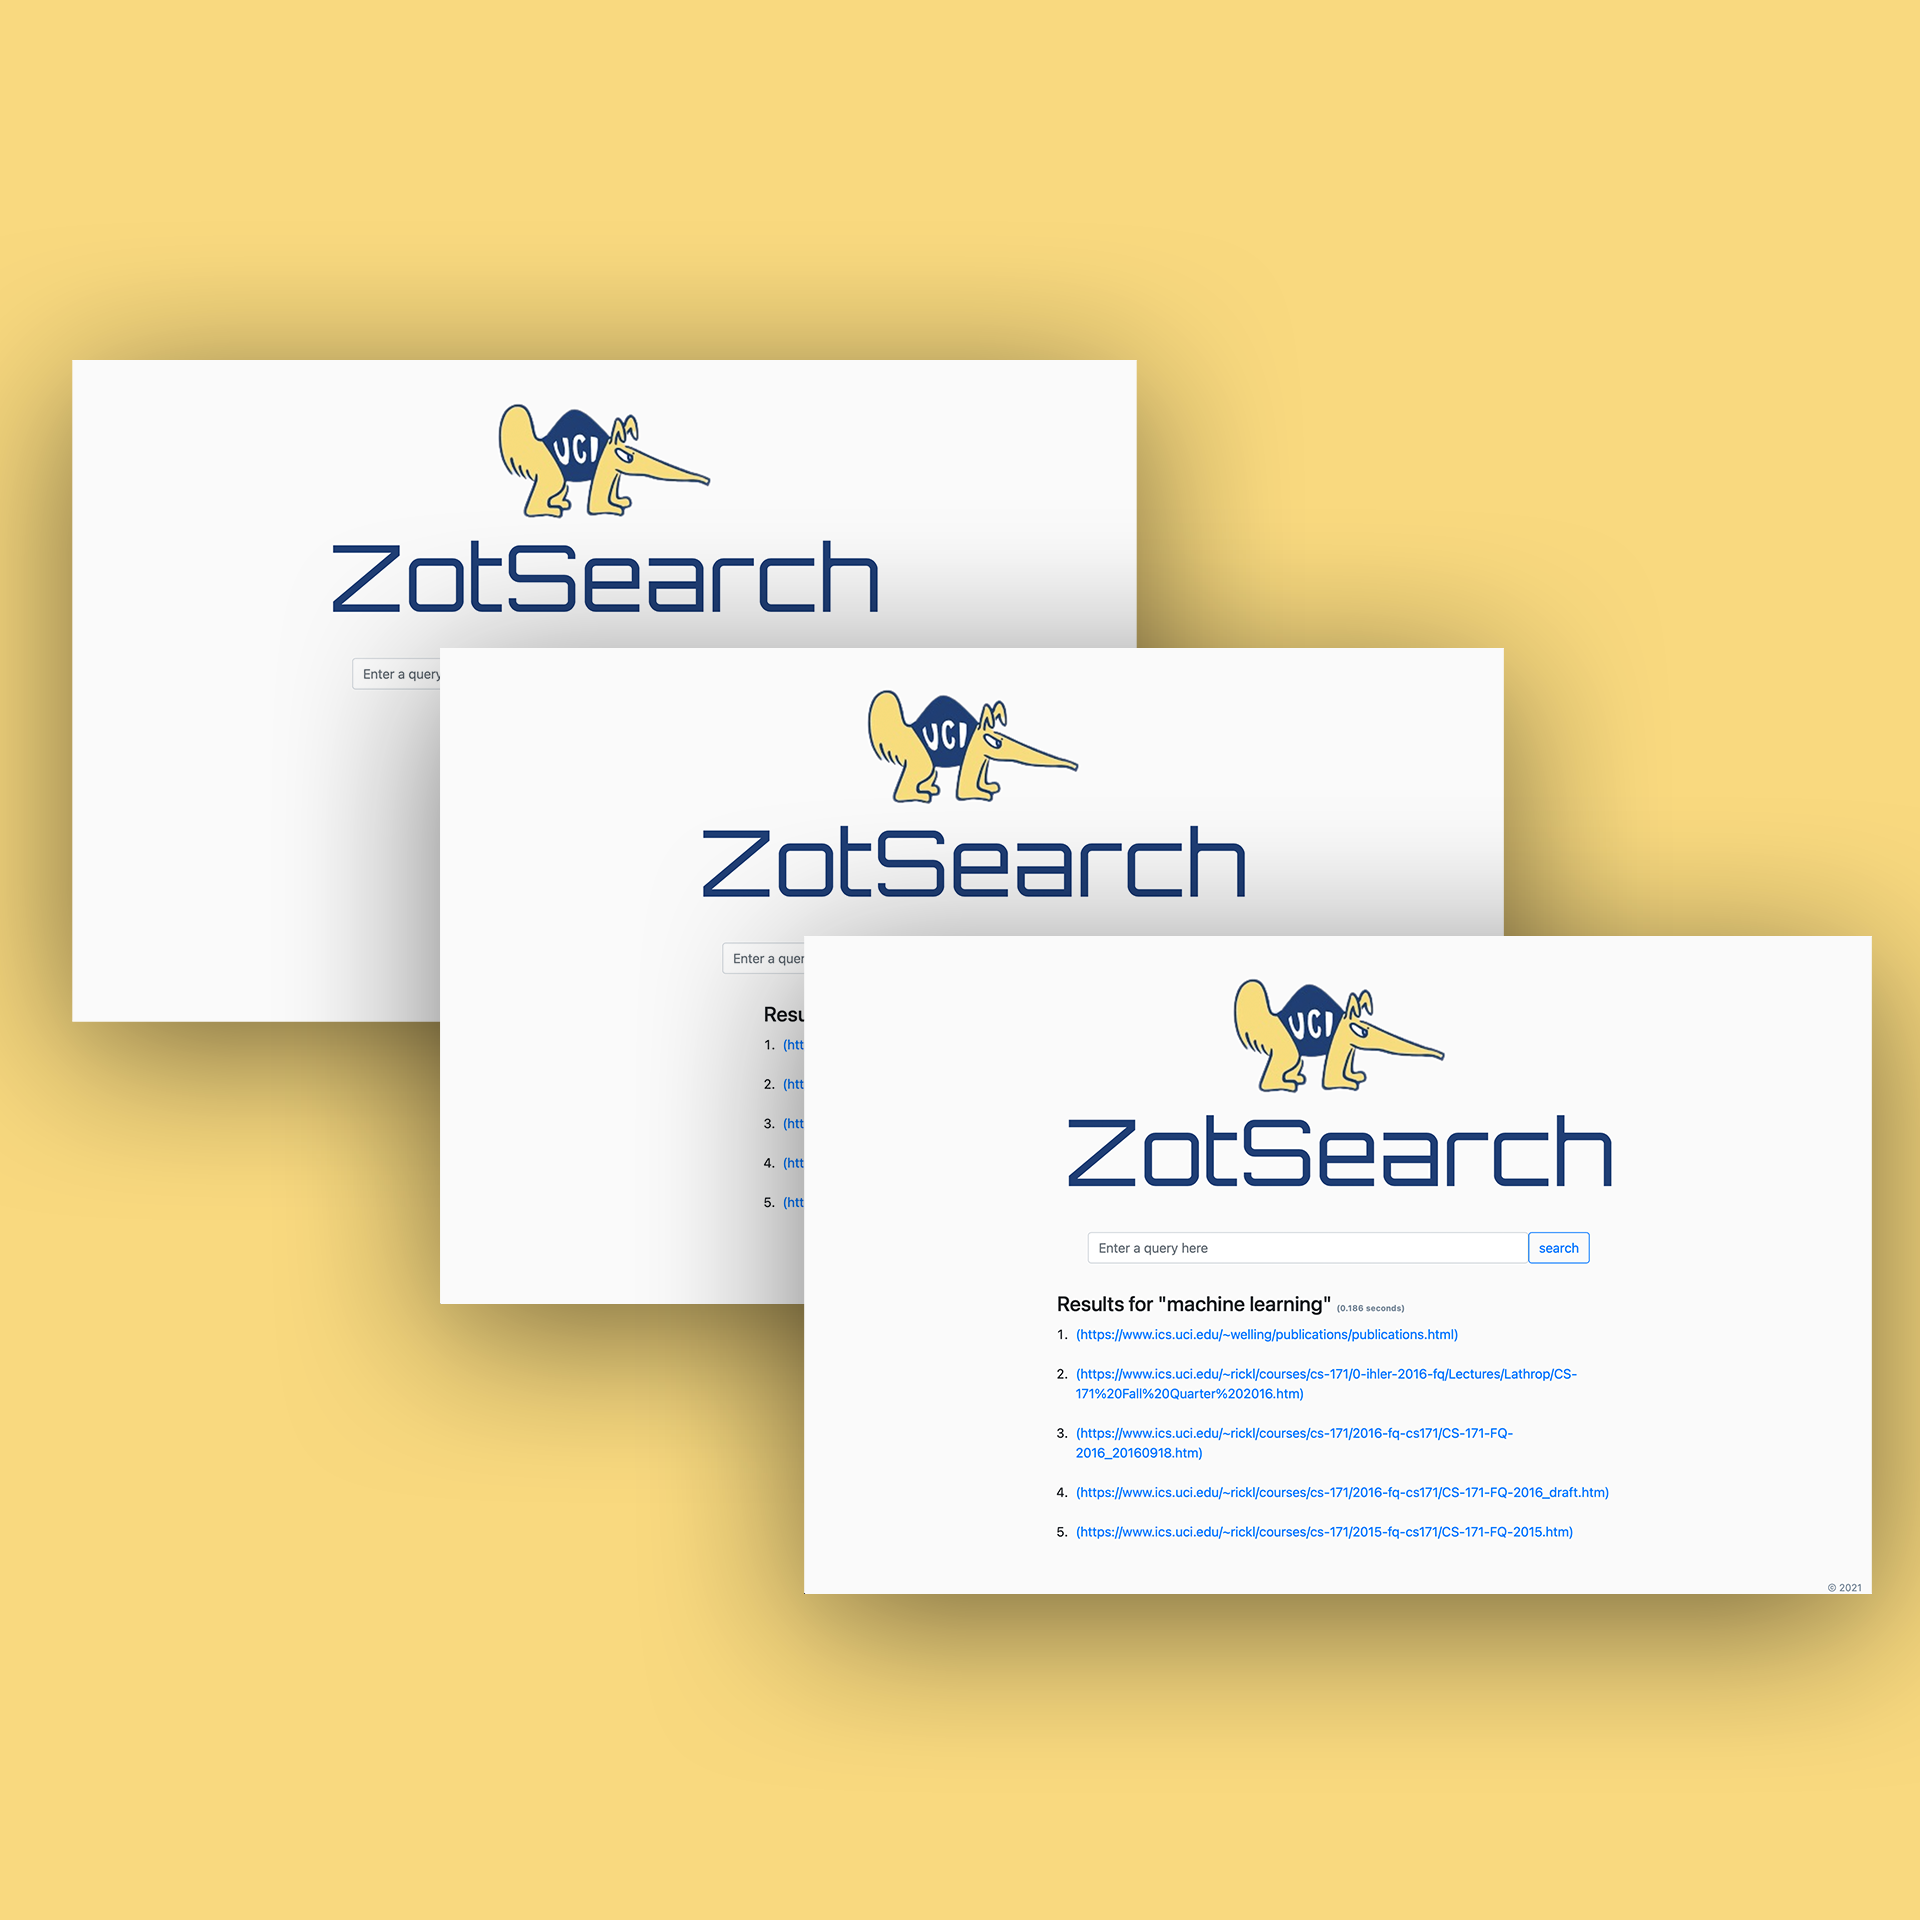 UCI
ZotSearch
Enter a query
UCI
ZotSearch
Enter a quer
Resu
1. (htt
2. (htt
3. (htt
4. (htt
5. (htt
UCI
ZotSearch
Enter a query here search
Results for "machine learning" (0.186 seconds)
1. (https://www.ics.uci.edu/~welling/publications/publications.html)
2. (https://www.ics.uci.edu/~rickl/courses/cs-171/0-ihler-2016-fq/Lectures/Lathrop/CS-
171%20Fall%20Quarter%202016.htm)
3. (https://www.ics.uci.edu/~rickl/courses/cs-171/2016-fq-cs171/CS-171-FQ-
2016_20160918.htm)
4. (https://www.ics.uci.edu/~rickl/courses/cs-171/2016-fq-cs171/CS-171-FQ-2016_draft.htm)
5. (https://www.ics.uci.edu/~rickl/courses/cs-171/2015-fq-cs171/CS-171-FQ-2015.htm)
© 2021